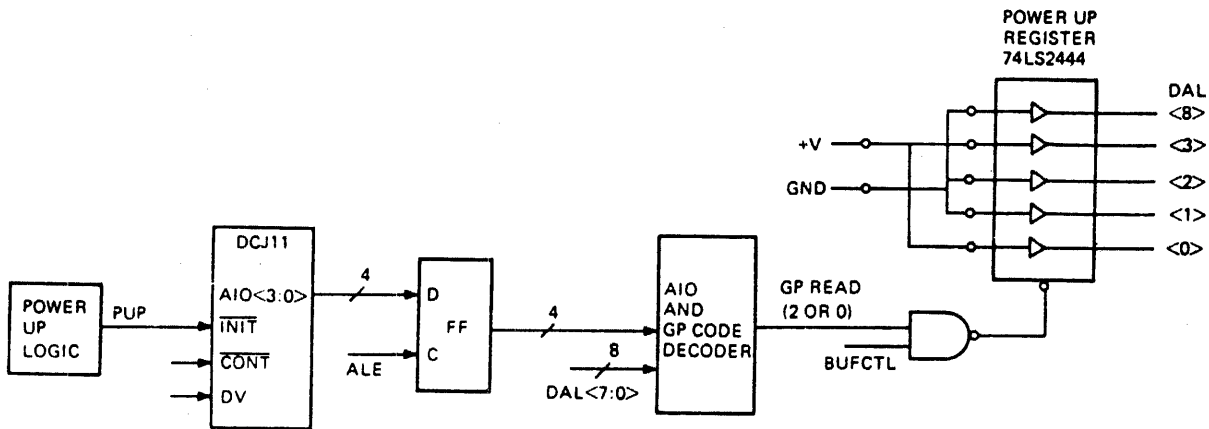 POWER UP
REGISTER
74LS2444
DAL
<8>
+V
<3>
GND
<2>
<1>
<0>
DCJ11
4
AIO<3:0>
D
AIO
AND
GP CODE
DECODER
GP READ
(2 OR 0)
POWER
UP
LOGIC
PUP
INIT
FF
4
CONT
ALE
C
8
BUFCTL
DV
DAL<7:0>